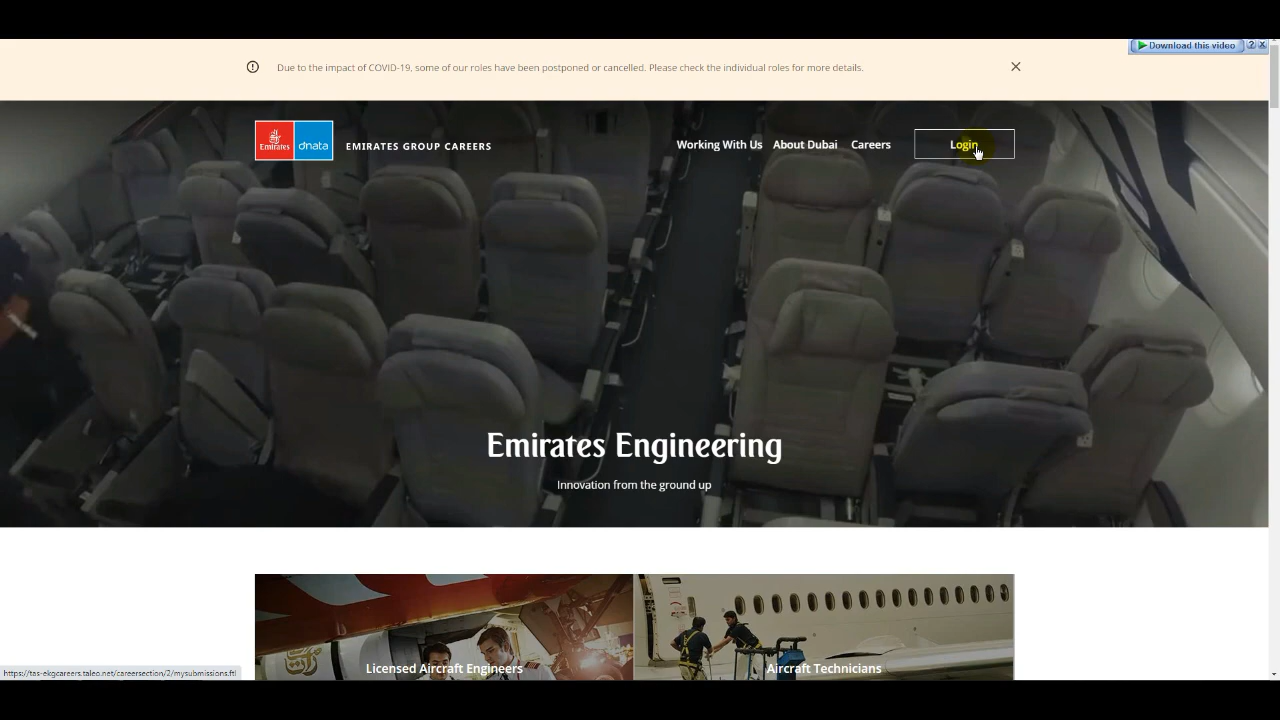 Download this video
Due to the impact of COVID-19, some of our roles have been postponed or cancelled. Please check the individual roles for more details.
Emirates
dnata
EMIRATES GROUP CAREERS
Working With Us
About Dubai
Careers
Login
Emirates Engineering
Innovation from the ground up
Licensed Aircraft Engineers
Aircraft Technicians
https://tas-ekgcareers.taleo.net/careersection/2/mysubmissions.ftl